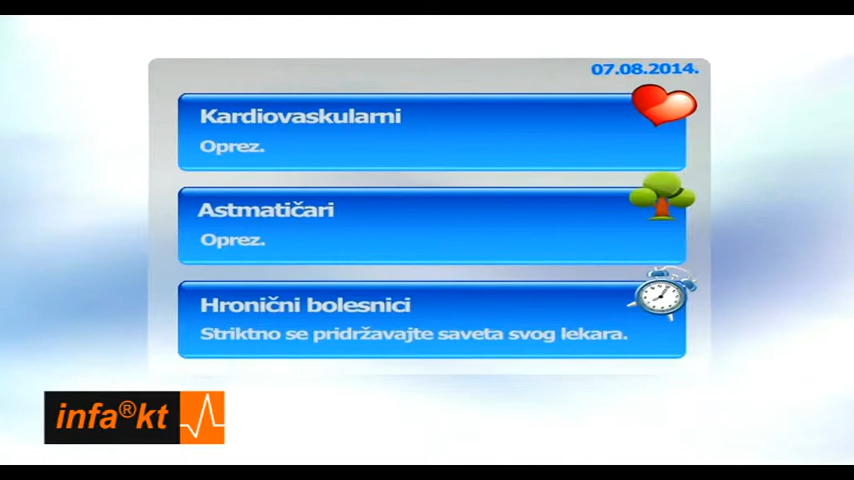 07.08.2014.
Kardiovaskularni
Oprez.
Astmatičari
Oprez.
Hronični bolesnici
Striktno se pridržavajte saveta svog lekara.
infa®kt